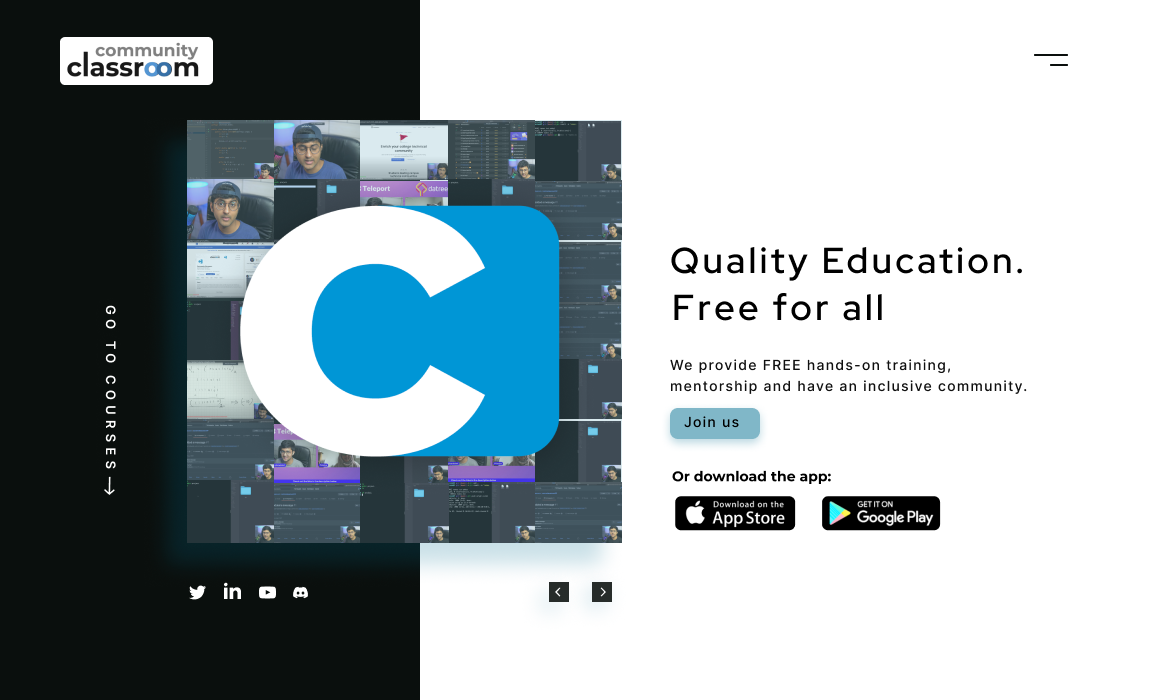 community
classroom
Teleport
datree
GO TO COURSES
Quality Education.
Free for all
We provide FREE hands-on training,
mentorship and have an inclusive community.
Join us
Or download the app:
Download on the
App Store
GET IT ON
Google Play